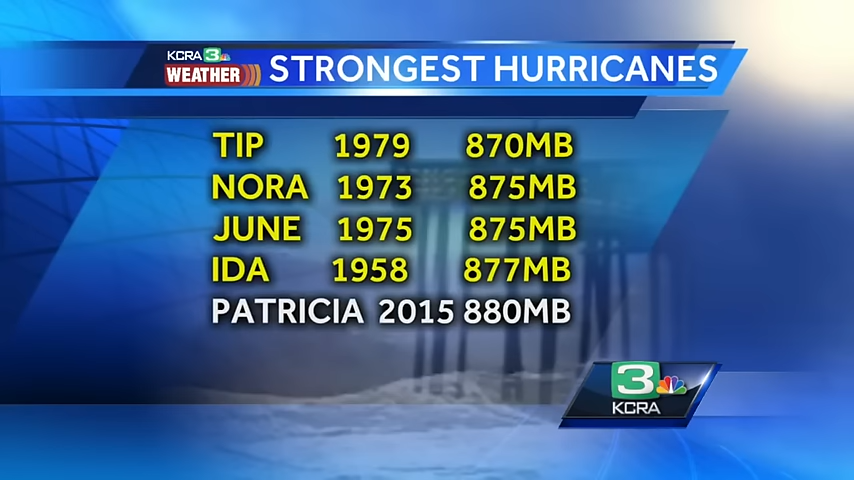 KCRA 3
WEATHER
STRONGEST HURRICANES
TIP 1979 870MB
NORA 1973 875MB
JUNE 1975 875MB
IDA 1958 877MB
PATRICIA 2015 880MB
3
KCRA